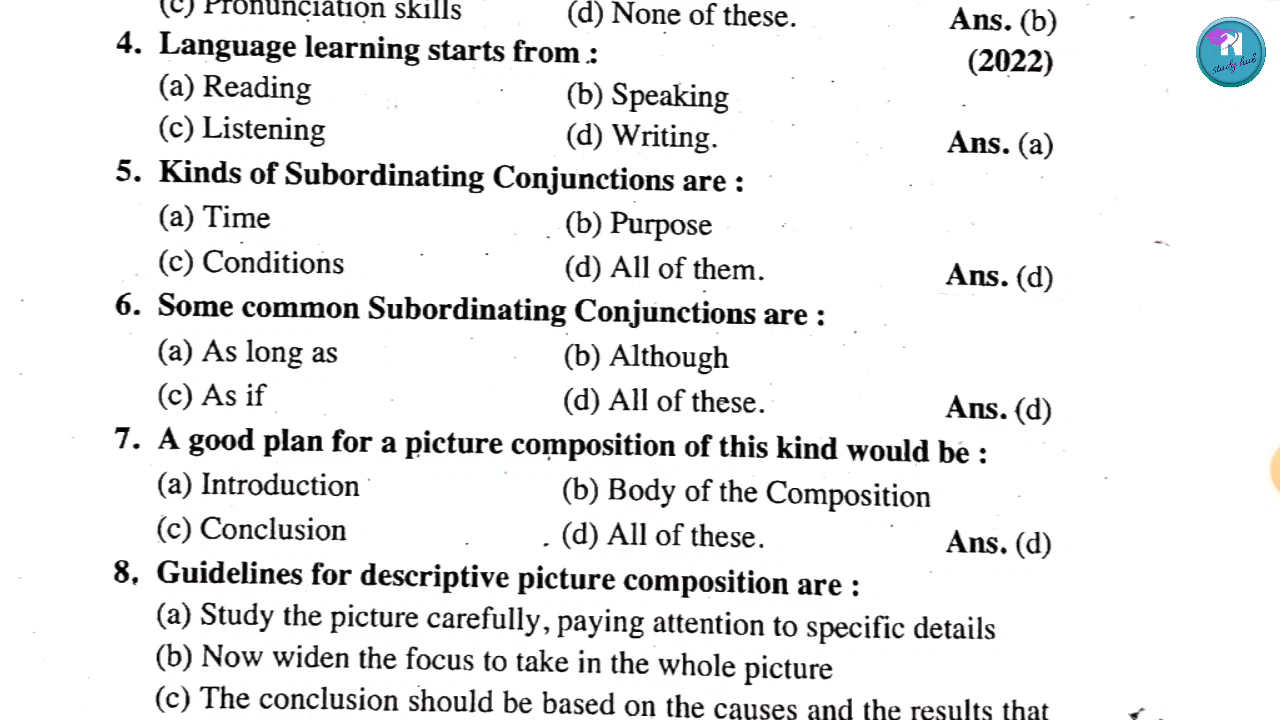 (c) Pronunciation skills (d) None of these. Ans. (b)
4. Language learning starts from : (2022)
(a) Reading (b) Speaking
(c) Listening (d) Writing. Ans. (a)
5. Kinds of Subordinating Conjunctions are :
(a) Time (b) Purpose
(c) Conditions (d) All of them. Ans. (d)
6. Some common Subordinating Conjunctions are :
(a) As long as (b) Although
(c) As if (d) All of these. Ans. (d)
7. A good plan for a picture composition of this kind would be :
(a) Introduction (b) Body of the Composition
(c) Conclusion (d) All of these. Ans. (d)
8. Guidelines for descriptive picture composition are :
(a) Study the picture carefully, paying attention to specific details
(b) Now widen the focus to take in the whole picture
(c) The conclusion should be based on the causes and the results that
N
study hub